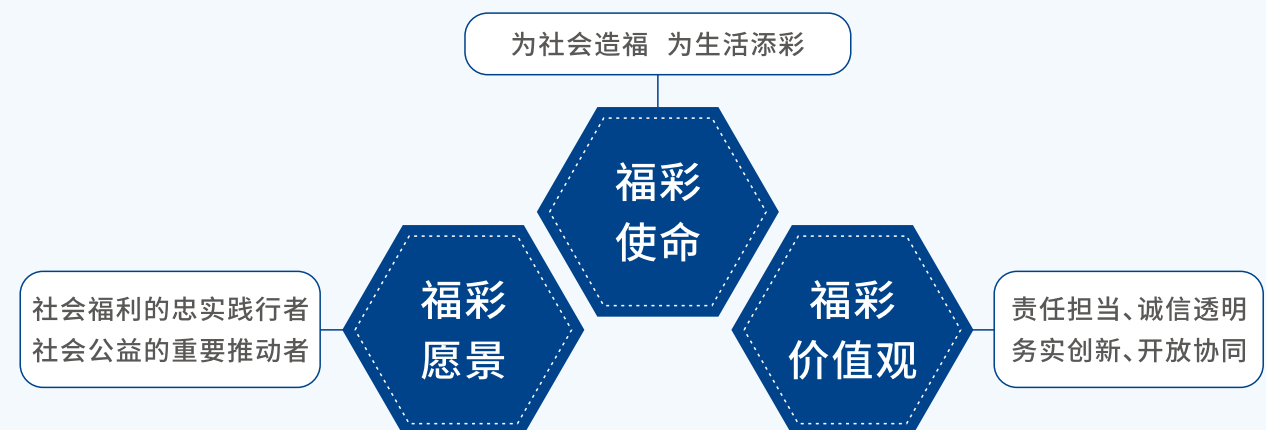 为社会造福 为生活添彩
福彩
使命
福彩
愿景
社会福利的忠实践行者
社会公益的重要推动者
福彩
价值观
责任担当、诚信透明
务实创新、开放协同